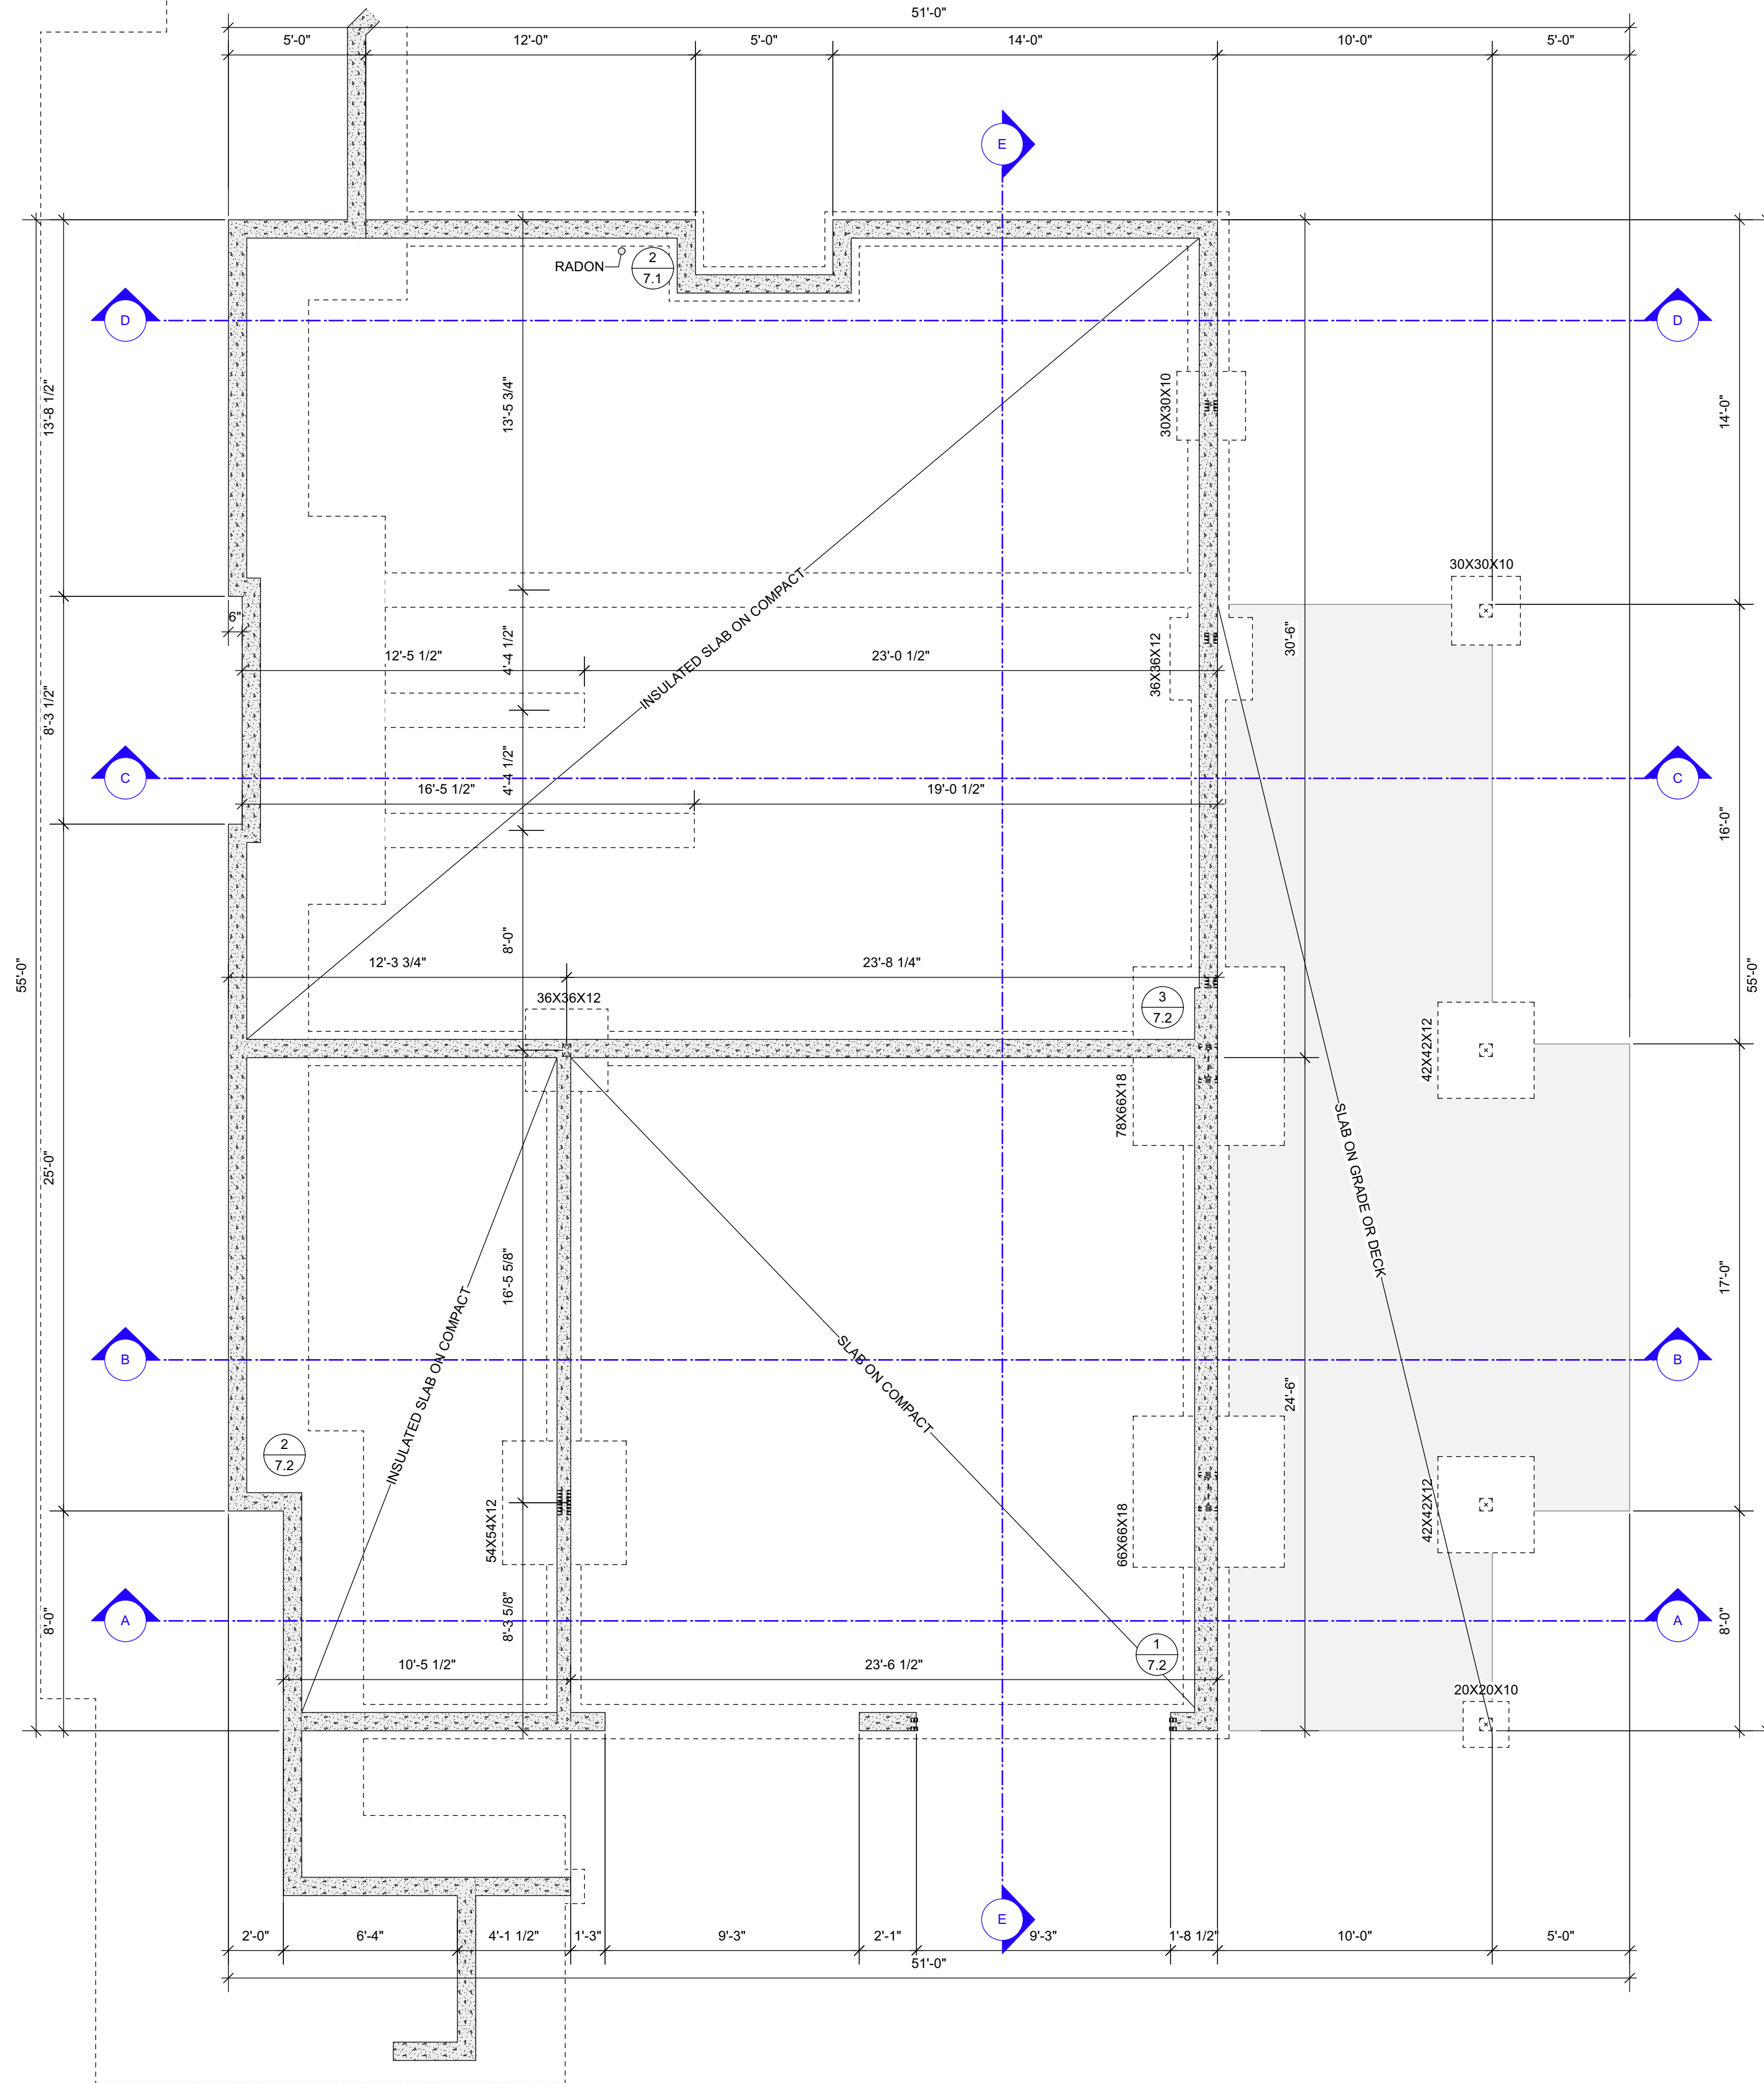 51'-0"
5'-0"
12'-0"
5'-0"
14'-0"
10'-0"
5'-0"
E
RADON
2
7.1
D
D
13'-8 1/2"
13'-5 3/4"
30X30X10
14'-0"
30X30X10
6"
8'-3 1/2"
12'-5 1/2"
4'-4 1/2"
23'-0 1/2"
36X36X12
30'-6"
INSULATED SLAB ON COMPACT
C
C
4'-4 1/2"
16'-5 1/2"
19'-0 1/2"
16'-0"
8'-0"
12'-3 3/4"
23'-8 1/4"
55'-0"
55'-0"
36X36X12
3
7.2
42X42X12
78X66X18
SLAB ON GRADE OR DECK
25'-0"
16'-5 5/8"
17'-0"
INSULATED SLAB ON COMPACT
SLAB ON COMPACT
B
B
24'-6"
2
7.2
54X54X12
66X66X18
42X42X12
8'-0"
A
8'-3 5/8"
A
8'-0"
1
7.2
10'-5 1/2"
23'-6 1/2"
20X20X10
E
2'-0"
6'-4"
4'-1 1/2"
1'-3"
9'-3"
2'-1"
9'-3"
1'-8 1/2"
10'-0"
5'-0"
51'-0"